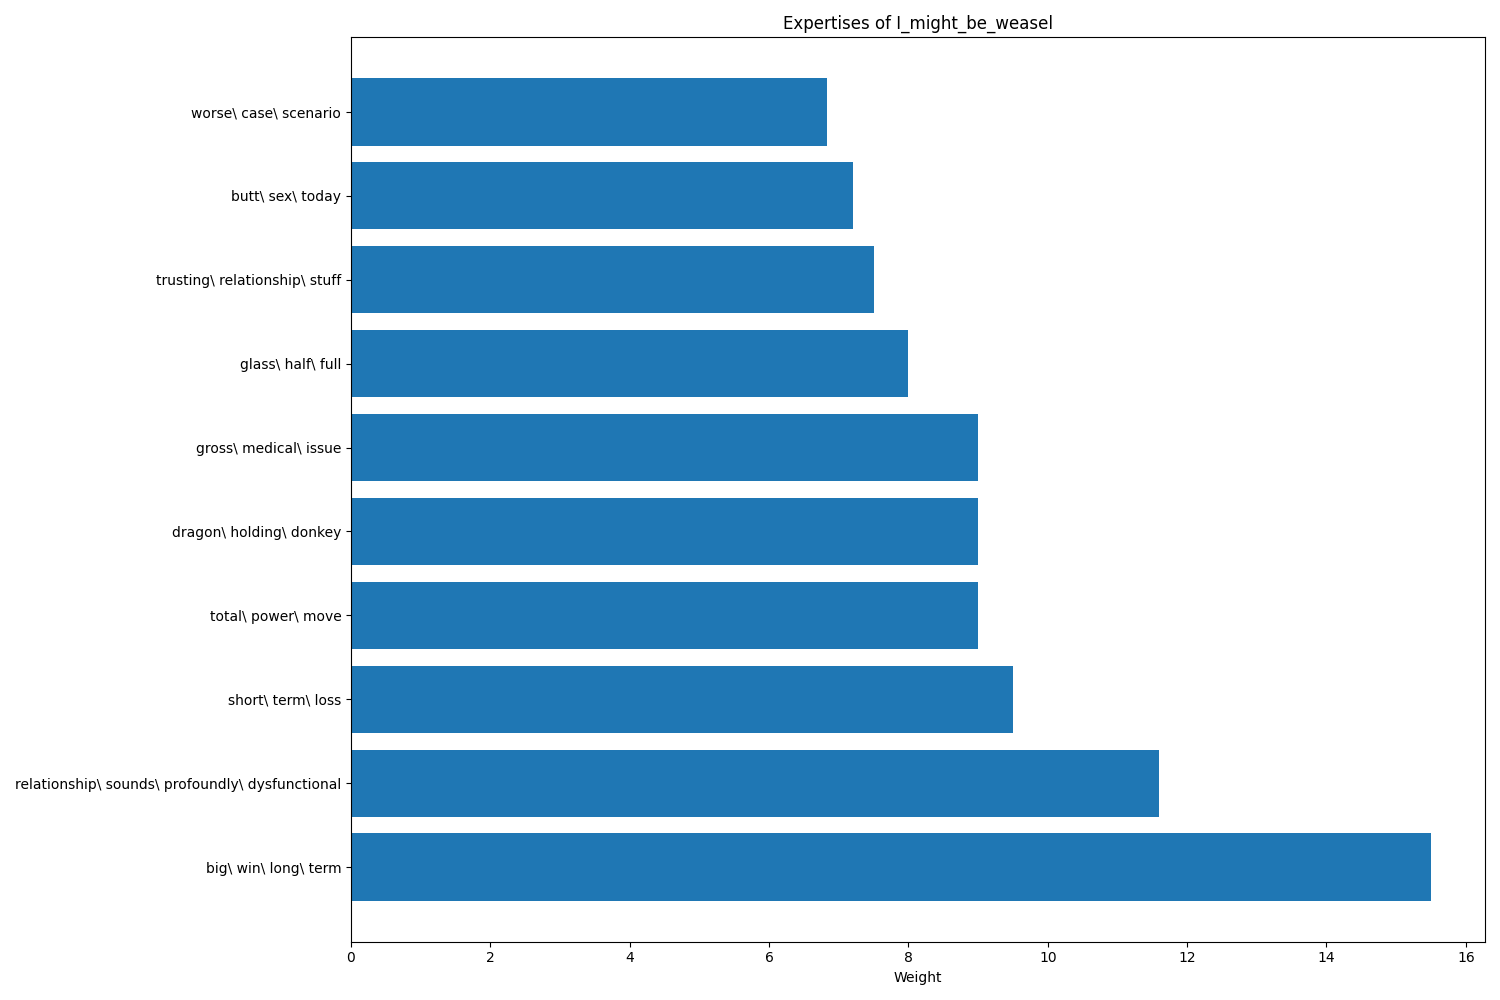 Expertises of I_might_be_weasel
worse\ case\ scenario
butt\ sex\ today
trusting\ relationship\ stuff
glass\ half\ full
gross\ medical\ issue
dragon\ holding\ donkey
total\ power\ move
short\ term\ loss
relationship\ sounds\ profoundly\ dysfunctional
big\ win\ long\ term
0 2 4 6 8 10 12 14 16
Weight